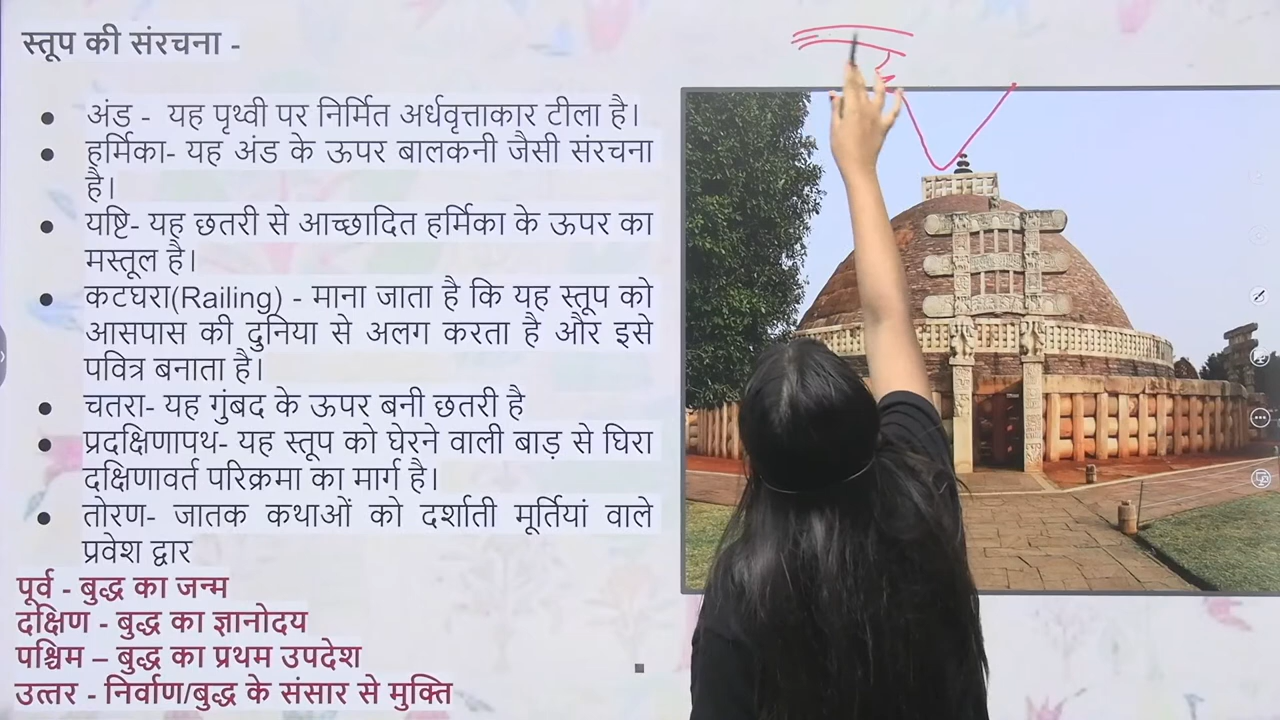 स्तूप की संरचना -
अंड - यह पृथ्वी पर निर्मित अर्धवृत्ताकार टीला है।
हर्मिका- यह अंड के ऊपर बालकनी जैसी संरचना
है।
यष्टि- यह छतरी से आच्छादित हर्मिका के ऊपर का
मस्तूल है।
कटघरा(Railing) - माना जाता है कि यह स्तूप को
आसपास की दुनिया से अलग करता है और इसे
पवित्र बनाता है।
चतरा- यह गुंबद के ऊपर बनी छतरी है
प्रदक्षिणापथ- यह स्तूप को घेरने वाली बाड़ से घिरा
दक्षिणावर्त परिक्रमा का मार्ग है।
तोरण- जातक कथाओं को दर्शाती मूर्तियां वाले
प्रवेश द्वार
पूर्व - बुद्ध का जन्म
दक्षिण - बुद्ध का ज्ञानोदय
पश्चिम – बुद्ध का प्रथम उपदेश
उत्तर - निर्वाण/बुद्ध के संसार से मुक्ति